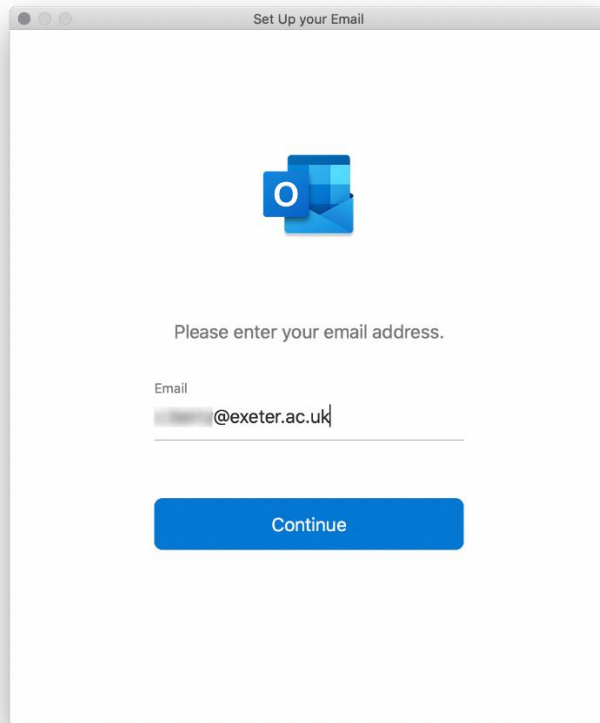 Set Up your Email
O
Please enter your email address.
Email
@exeter.ac.uk
Continue